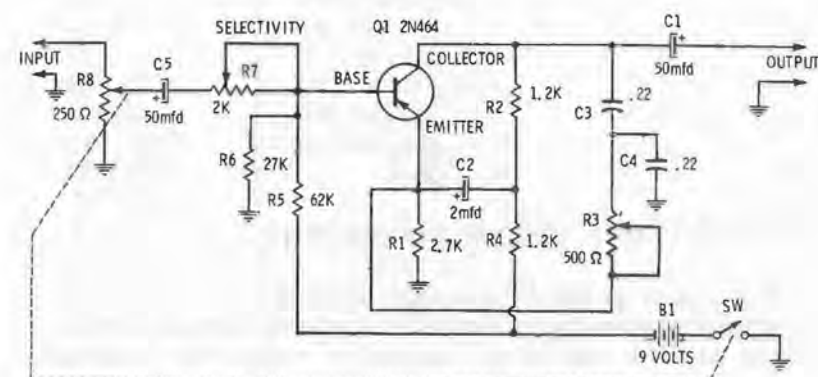 SELECTIVITY
Q1 2N464
C1
+
INPUT
C5
R7
BASE
COLLECTOR
50mfd
OUTPUT
R8
250 Ω
+
50mfd
2K
R2
1.2K
C3
.22
EMITTER
R6
27K
C2
C4
.22
R5
62K
+
2mfd
R1
2.7K
R4
1.2K
R3
500 Ω
B1
SW
9 VOLTS